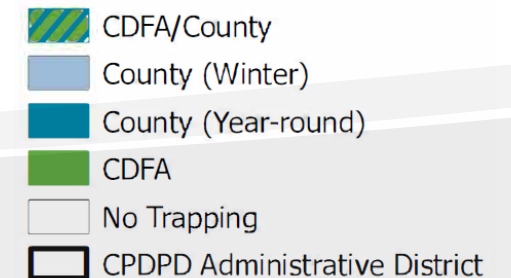 CDFA/County
County (Winter)
County (Year-round)
CDFA
No Trapping
CPDPD Administrative District